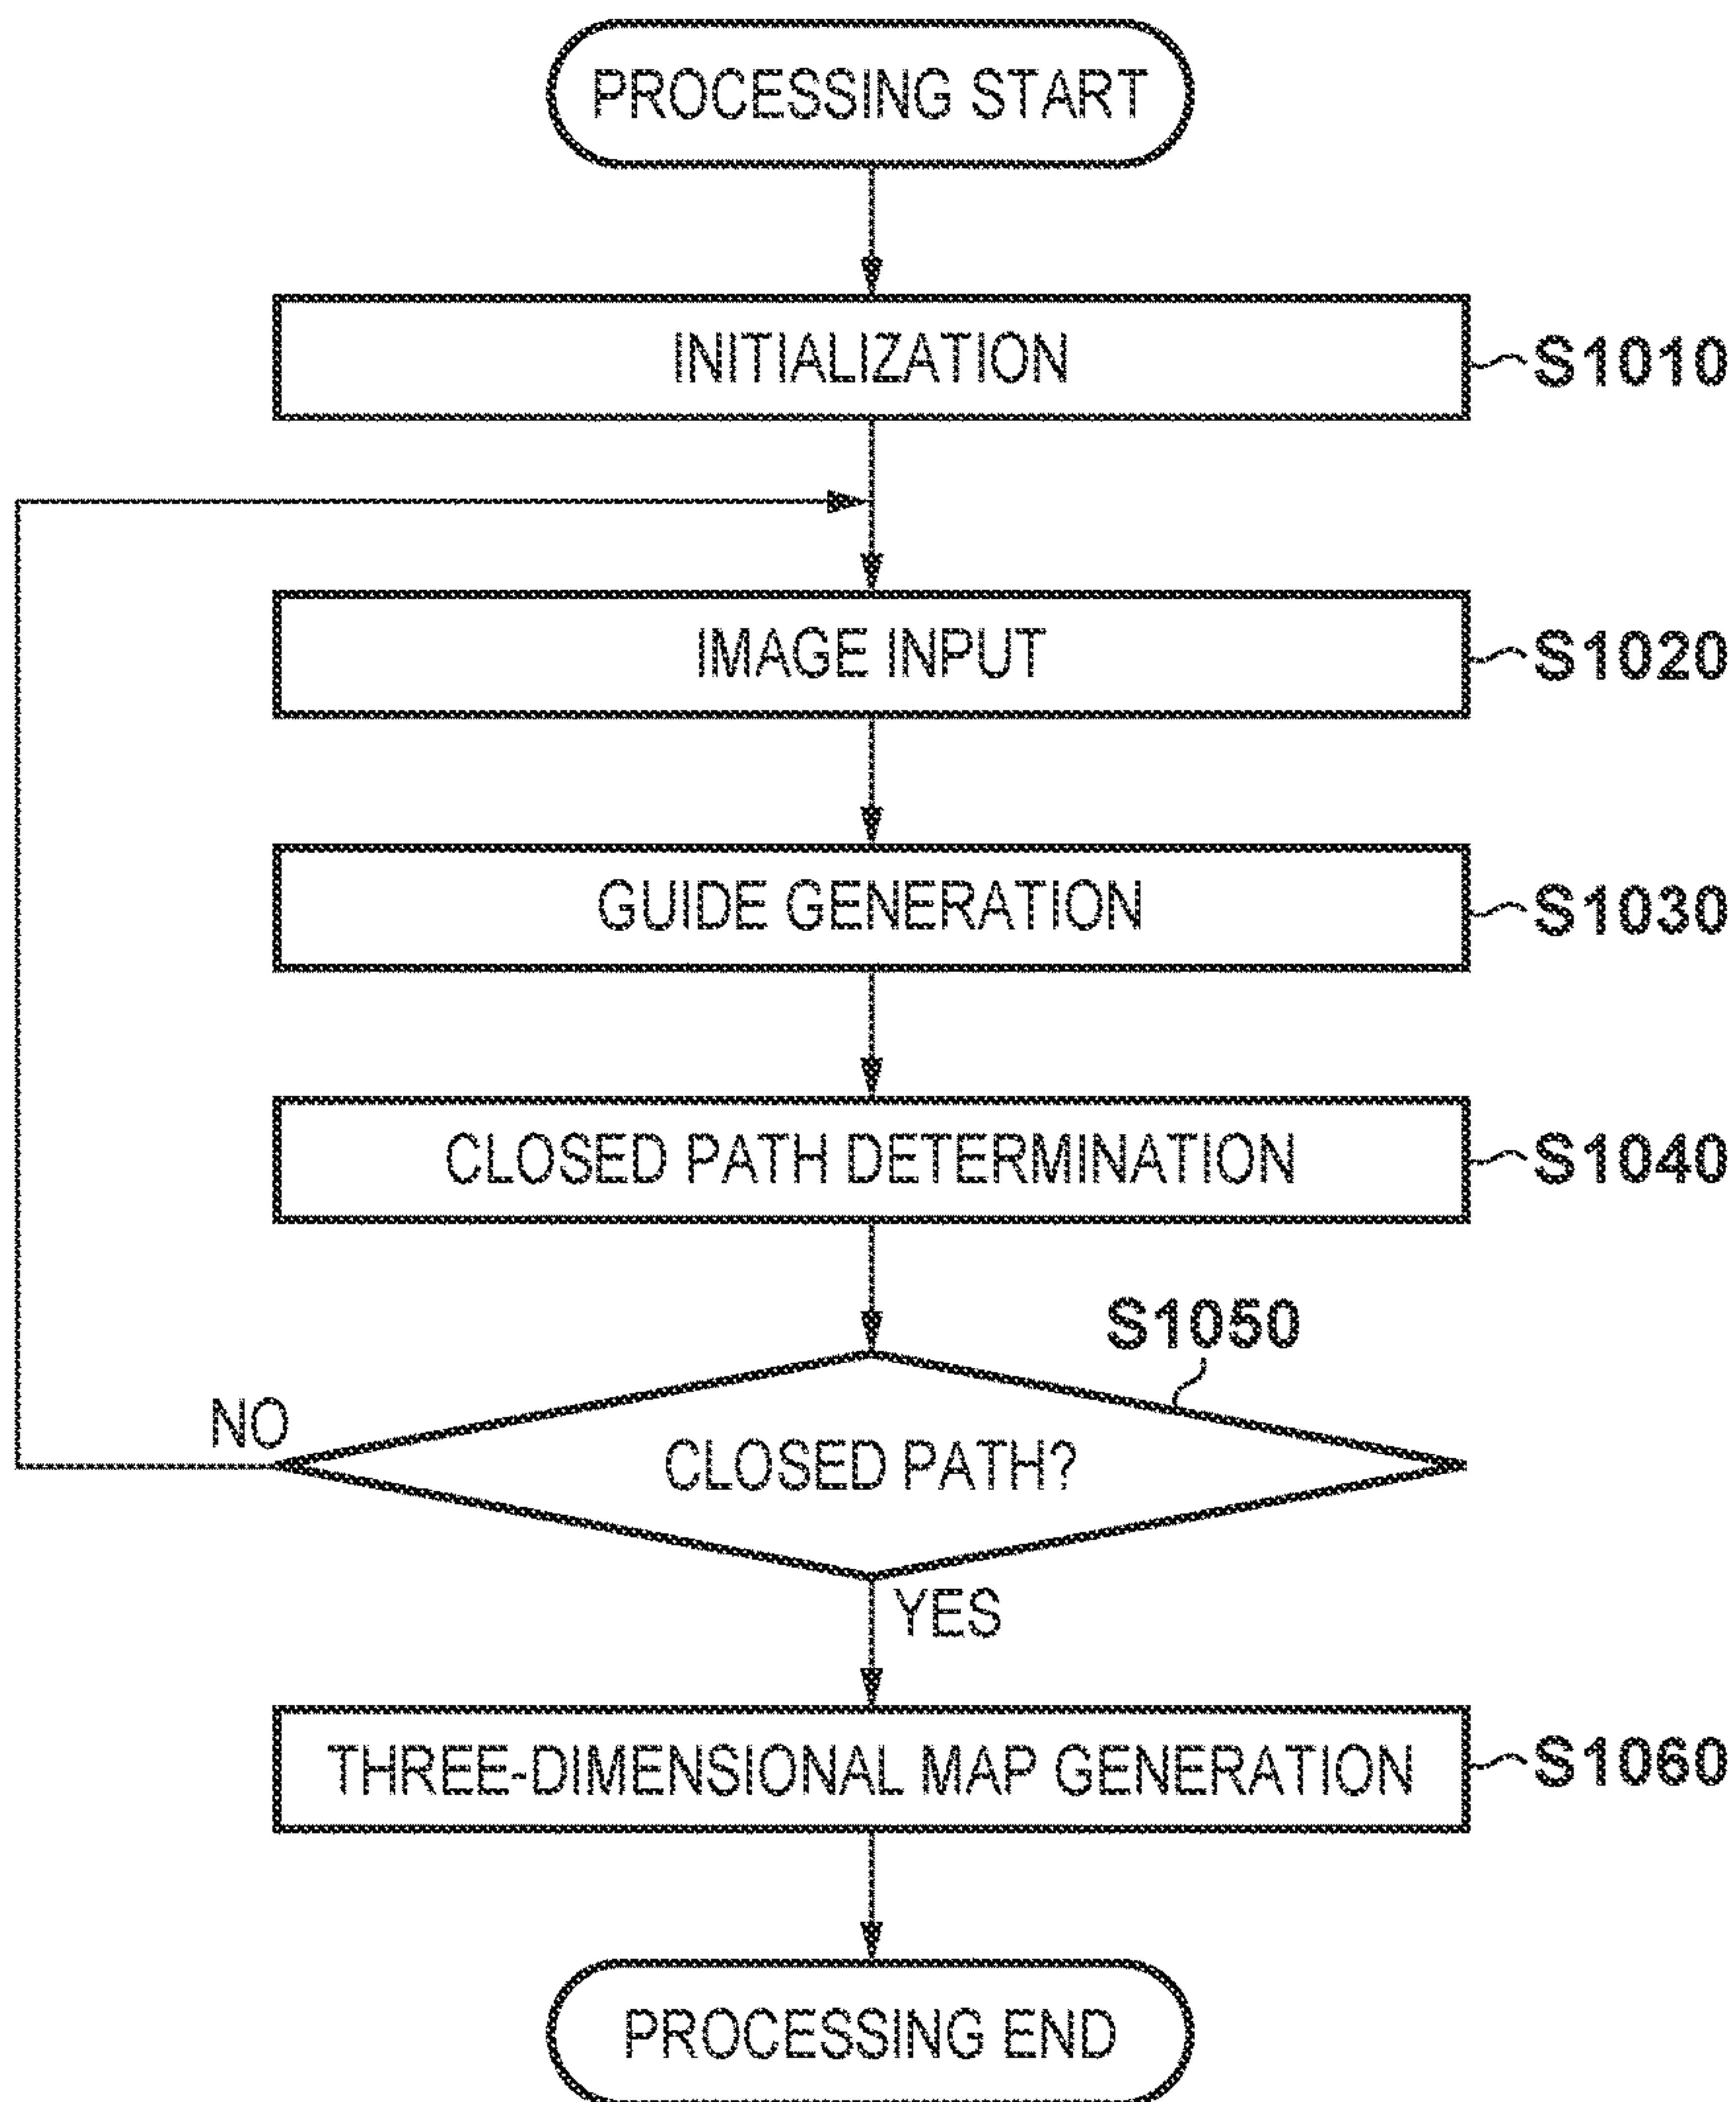 PROCESSING START
INITIALIZATION
S1010
IMAGE INPUT
S1020
GUIDE GENERATION
S1030
CLOSED PATH DETERMINATION
S1040
S1050
NO
CLOSED PATH?
YES
THREE-DIMENSIONAL MAP GENERATION
S1060
PROCESSING END